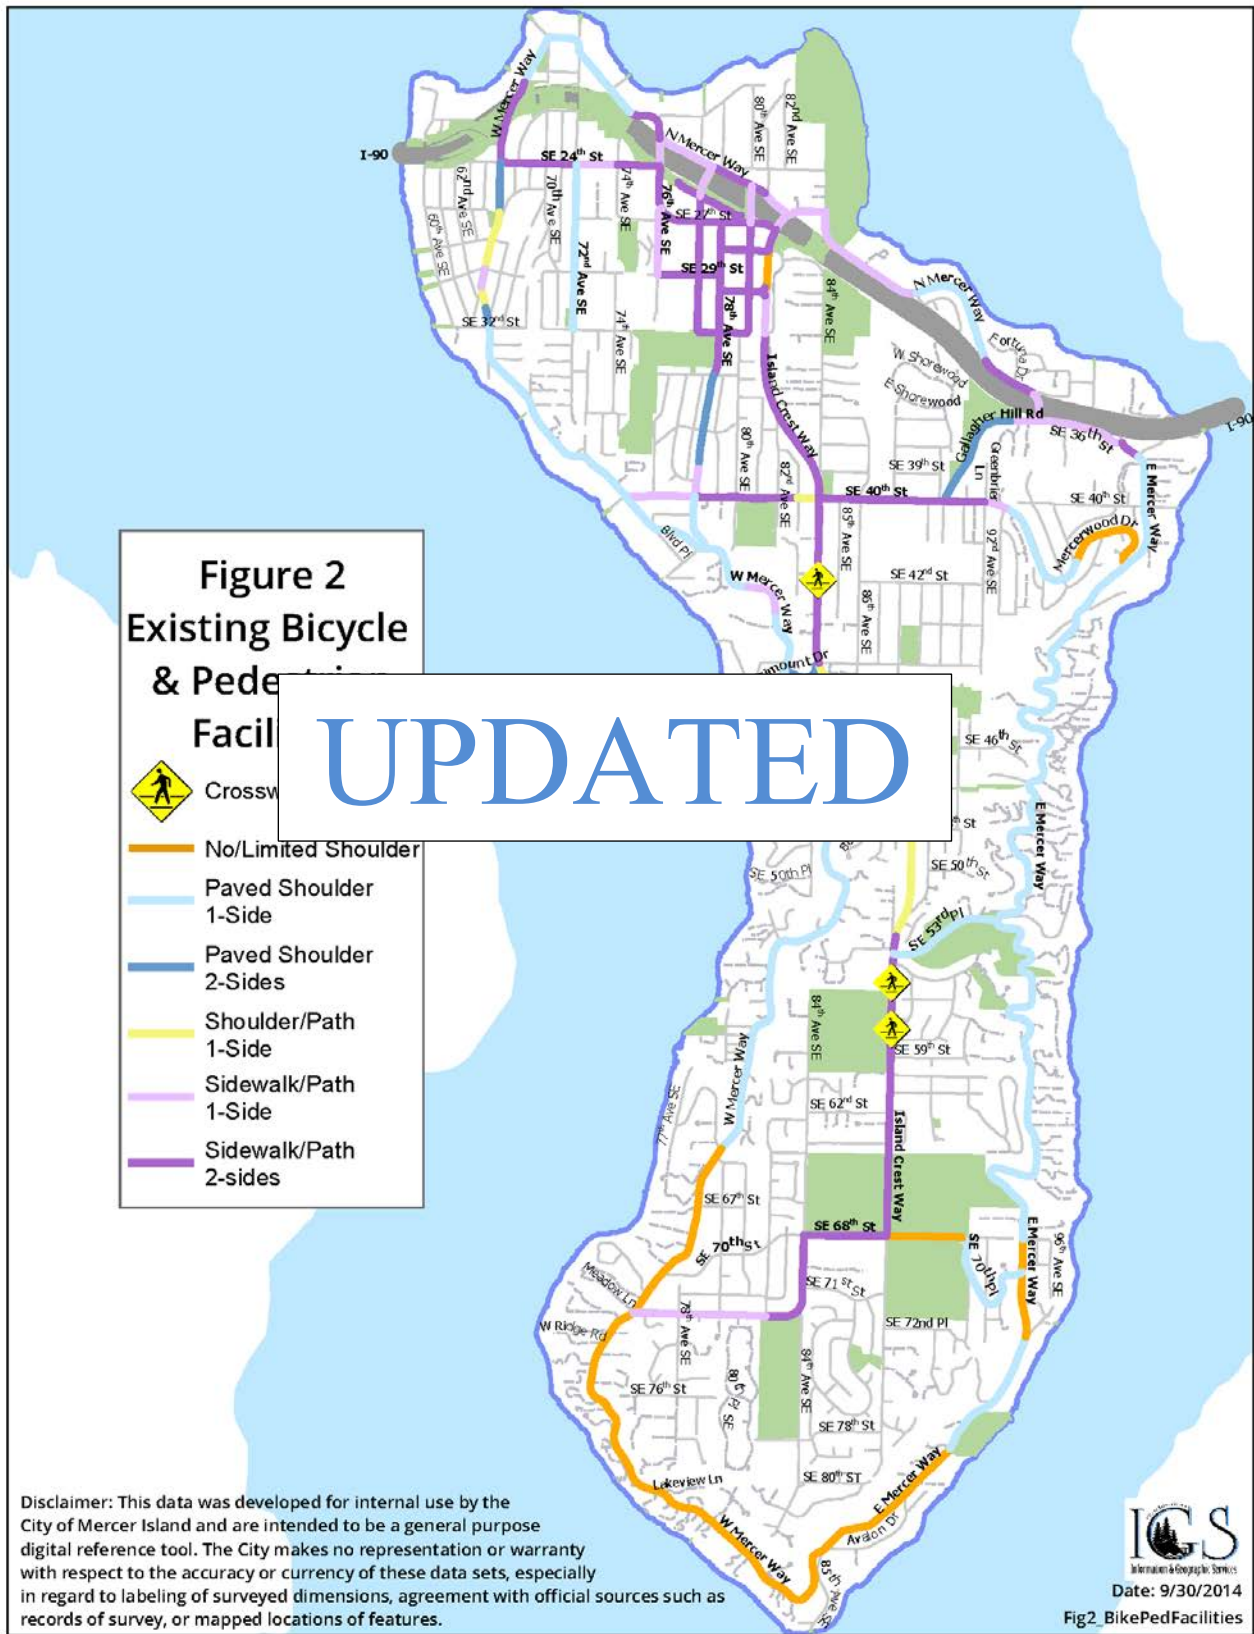 W Mercer Way
I-90
SE 24th St
N Mercer Way
80th Ave SE
82nd Ave SE
62nd Ave SE
60th Ave SE
70th Ave SE
74th Ave SE
76th Ave SE
SE 27th St
72nd Ave SE
SE 29th St
78th Ave SE
SE 32nd St
74th Ave SE
84th Ave SE
N Mercer Way
Fortuna Dr
W Shorewood
E Shorewood
Island Crest Way
Gallagher Hill Rd
SE 36th St
I-90
80th Ave SE
82nd Ave SE
SE 39th St
Greenbrier Ln
SE 40th St
SE 40th St
E Mercer Way
85th Ave SE
92nd Ave SE
Mercerwood Dr
Blvd Pl
W Mercer Way
SE 42nd St
86th Ave SE
mount Dr
Figure 2
Existing Bicycle
& Pede
Facili
UPDATED
Crossw
No/Limited Shoulder
Paved Shoulder
1-Side
Paved Shoulder
2-Sides
Shoulder/Path
1-Side
Sidewalk/Path
1-Side
Sidewalk/Path
2-sides
SE 46th St
th St
E Mercer Way
SE 50th Pl
SE 50th St
SE 53rd Pl
84th Ave SE
SE 59th St
W Mercer Way
77th Ave SE
SE 62nd St
Island Crest Way
SE 67th St
SE 68th St
SE 70th St
SE 70th Pl
E Mercer Way
96th Ave SE
Meadow Ln
SE 71st St
W Ridge Rd
78th Ave SE
SE 72nd Pl
SE 76th St
80th Pl SE
84th Ave SE
SE 78th St
Lakeview Ln
SE 80th ST
E Mercer Way
Avalon Dr
W Mercer Way
85th Ave SE
Disclaimer: This data was developed for internal use by the
City of Mercer Island and are intended to be a general purpose
digital reference tool. The City makes no representation or warranty
with respect to the accuracy or currency of these data sets, especially
in regard to labeling of surveyed dimensions, agreement with official sources such as
records of survey, or mapped locations of features.
IGS
Information & Geographic Services
Date: 9/30/2014
Fig2_BikePedFacilities